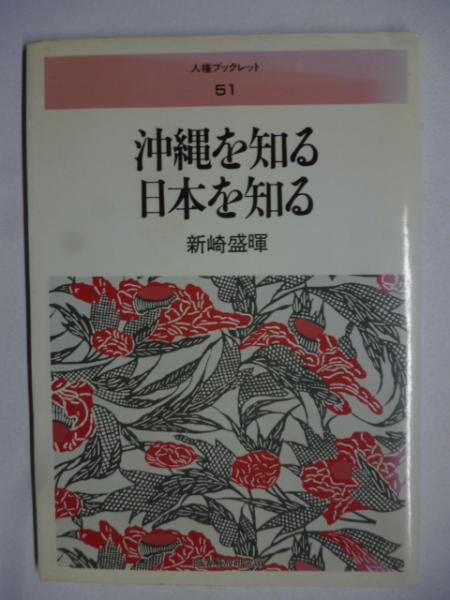 人権ブックレット
51
沖縄を知る
日本を知る
新崎盛暉